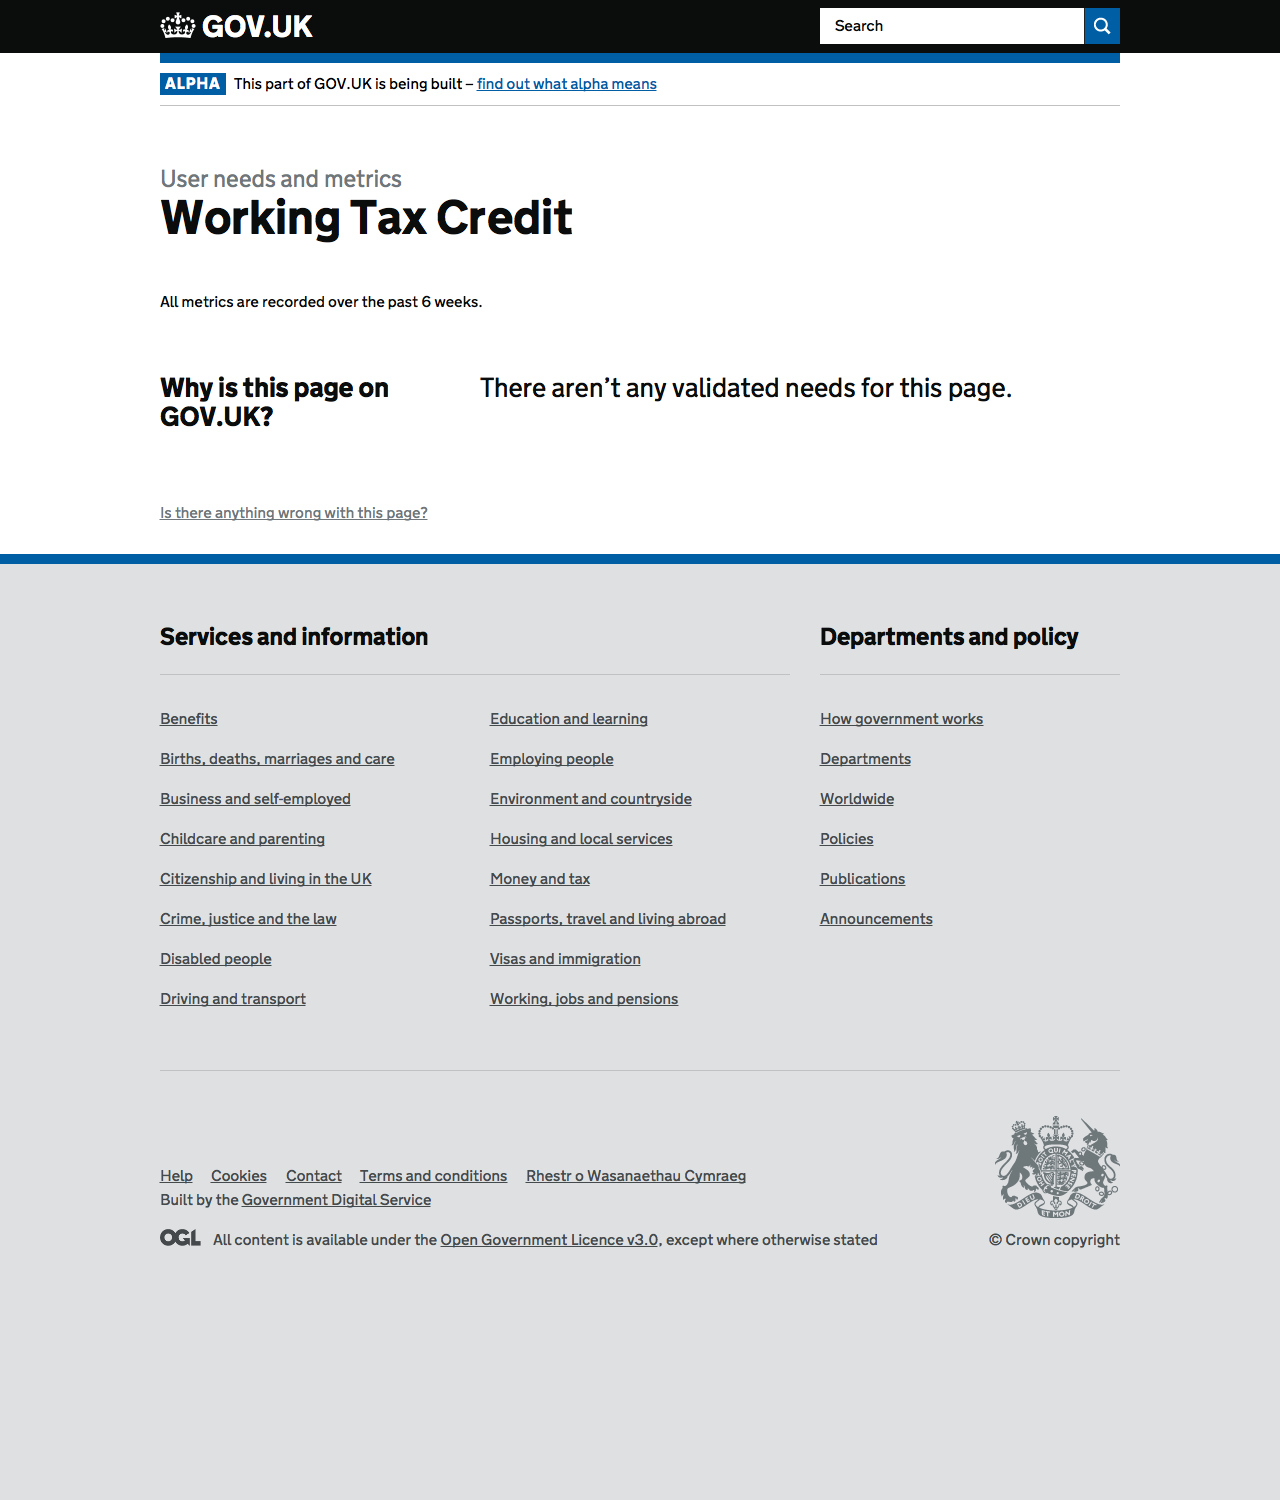 GOV.UK
Search
ALPHA This part of GOV.UK is being built – find out what alpha means
User needs and metrics
Working Tax Credit
All metrics are recorded over the past 6 weeks.
Why is this page on
GOV.UK?
There aren’t any validated needs for this page.
Is there anything wrong with this page?
Services and information
Benefits
Births, deaths, marriages and care
Business and self-employed
Childcare and parenting
Citizenship and living in the UK
Crime, justice and the law
Disabled people
Driving and transport
Education and learning
Employing people
Environment and countryside
Housing and local services
Money and tax
Passports, travel and living abroad
Visas and immigration
Working, jobs and pensions
Departments and policy
How government works
Departments
Worldwide
Policies
Publications
Announcements
Help Cookies Contact Terms and conditions Rhestr o Wasanaethau Cymraeg
Built by the Government Digital Service
OGL All content is available under the Open Government Licence v3.0, except where otherwise stated
DIEU ET MON DROIT
© Crown copyright